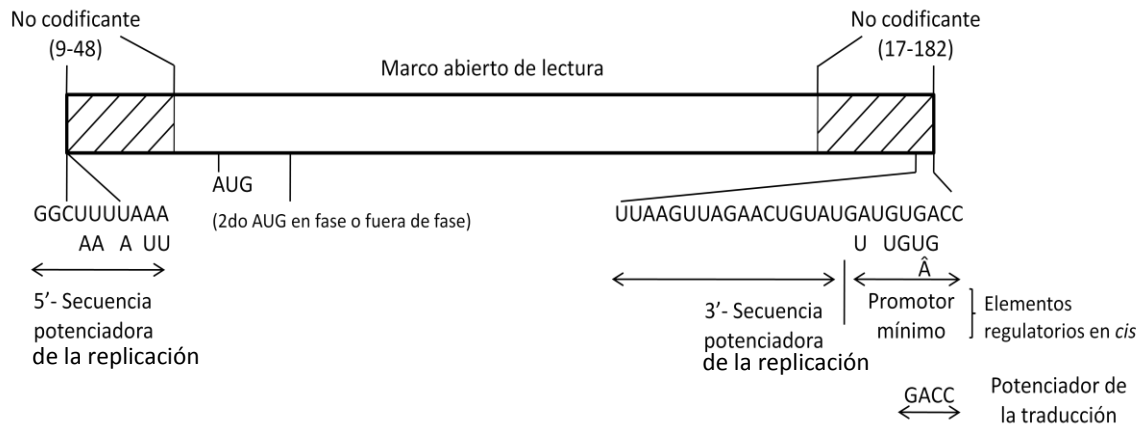 No codificante
(9-48)
Marco abierto de lectura
No codificante
(17-182)
AUG
(2do AUG en fase o fuera de fase)
GGCUUUUAAA
AA A UU
5’- Secuencia
potenciadora
de la replicación
UUAAGUUAGAACUGUAUGAUGUGACC
U UGUG
Â
3’- Secuencia
potenciadora
de la replicación
Promotor
mínimo
Elementos
regulatorios en cis
GACC
Potenciador de
la traducción